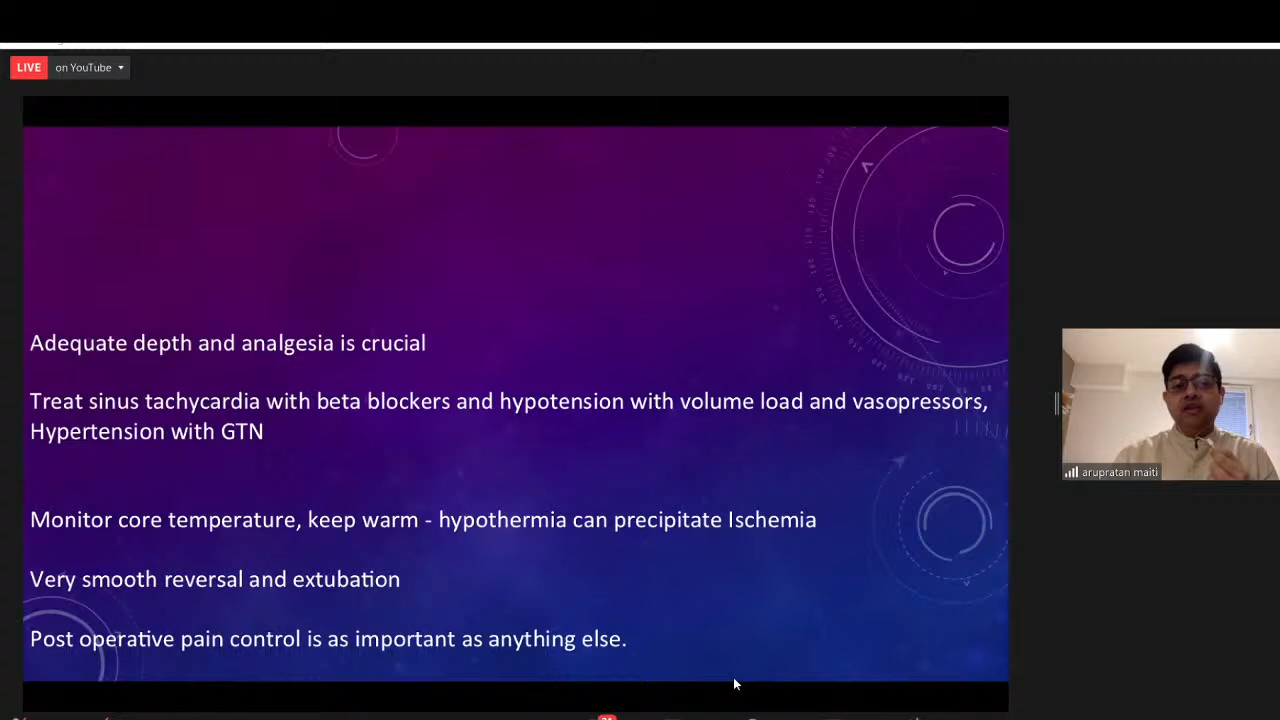 LIVE on YouTube
Adequate depth and analgesia is crucial
Treat sinus tachycardia with beta blockers and hypotension with volume load and vasopressors,
Hypertension with GTN
Monitor core temperature, keep warm - hypothermia can precipitate Ischemia
Very smooth reversal and extubation
Post operative pain control is as important as anything else.
arupratan maiti